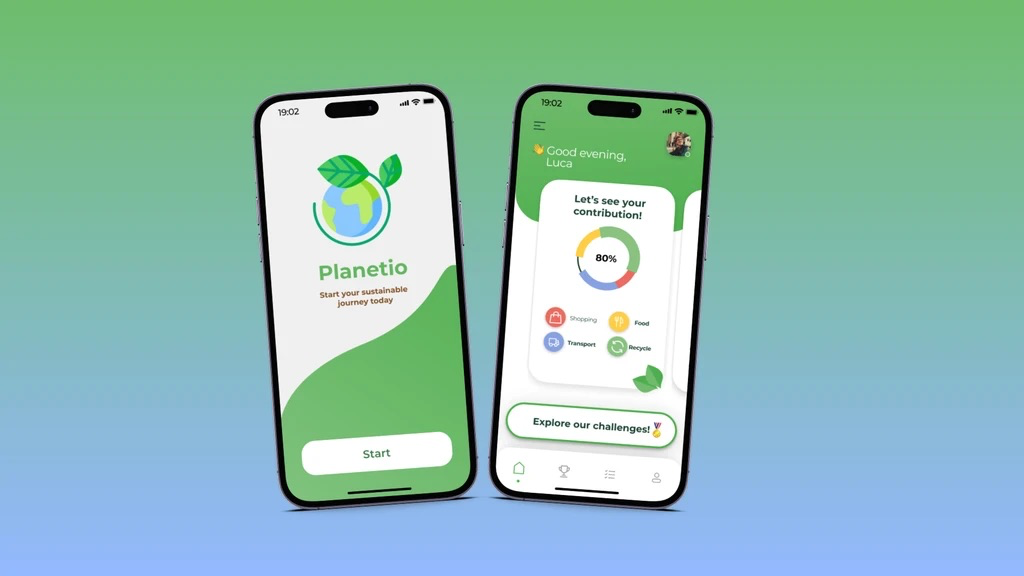 19:02
Planetio
Start your sustainable
journey today
Start
19:02
👋 Good evening,
Luca
Let's see your
contribution!
80%
Shopping
Food
Transport
Recycle
Explore our challenges!🏅